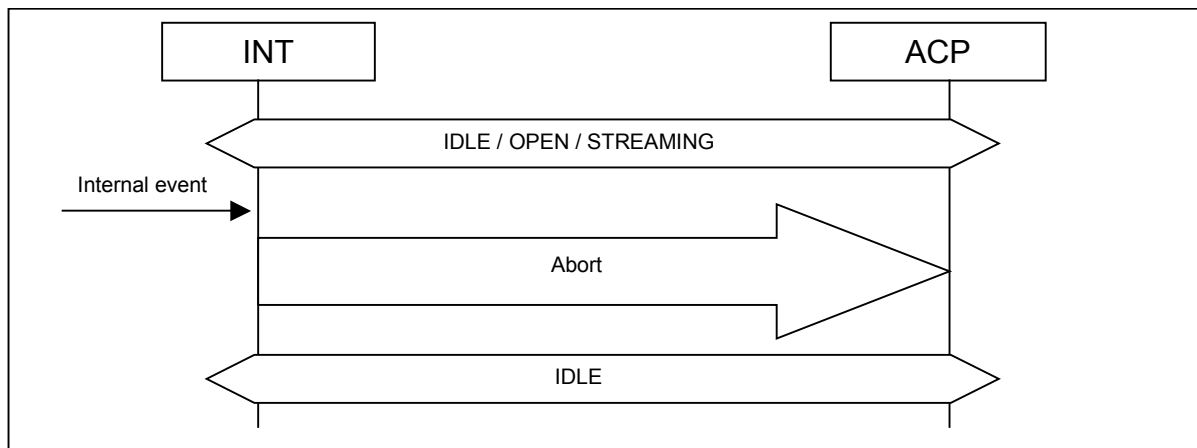 INT
ACP
IDLE / OPEN / STREAMING
Internal event
Abort
IDLE